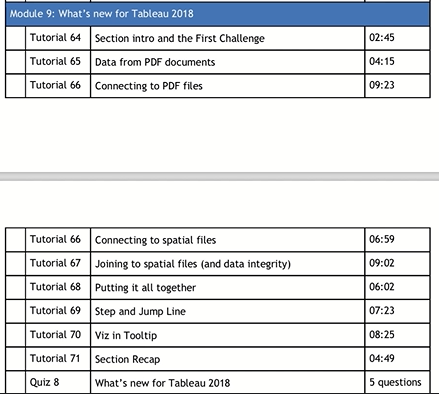 Module 9: What's new for Tableau 2018
Tutorial 64 Section intro and the First Challenge 02:45
Tutorial 65 Data from PDF documents 04:15
Tutorial 66 Connecting to PDF files 09:23
Tutorial 66 Connecting to spatial files 06:59
Tutorial 67 Joining to spatial files (and data integrity) 09:02
Tutorial 68 Putting it all together 06:02
Tutorial 69 Step and Jump Line 07:23
Tutorial 70 Viz in Tooltip 08:25
Tutorial 71 Section Recap 04:49
Quiz 8 What's new for Tableau 2018 5 questions